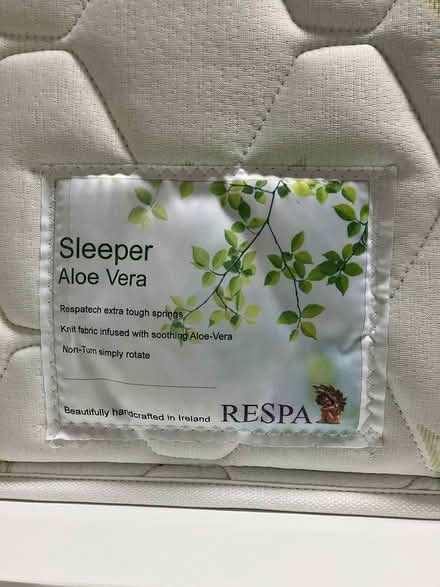 Sleeper
Aloe Vera
Respatech extra tough springs
Knit fabric infused with soothing Aloe-Vera
Non-Turn simply rotate
Beautifully handcrafted in Ireland RESPA